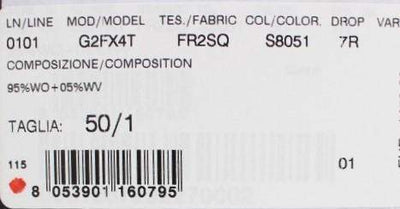 LN/LINE MOD/MODEL TES./FABRIC COL/COLOR. DROP VAR
0101 G2FX4T FR2SQ S8051 7R
COMPOSIZIONE/COMPOSITION
95%WO+05%WV
TAGLIA: 50/1
115
01
8 053901 160795